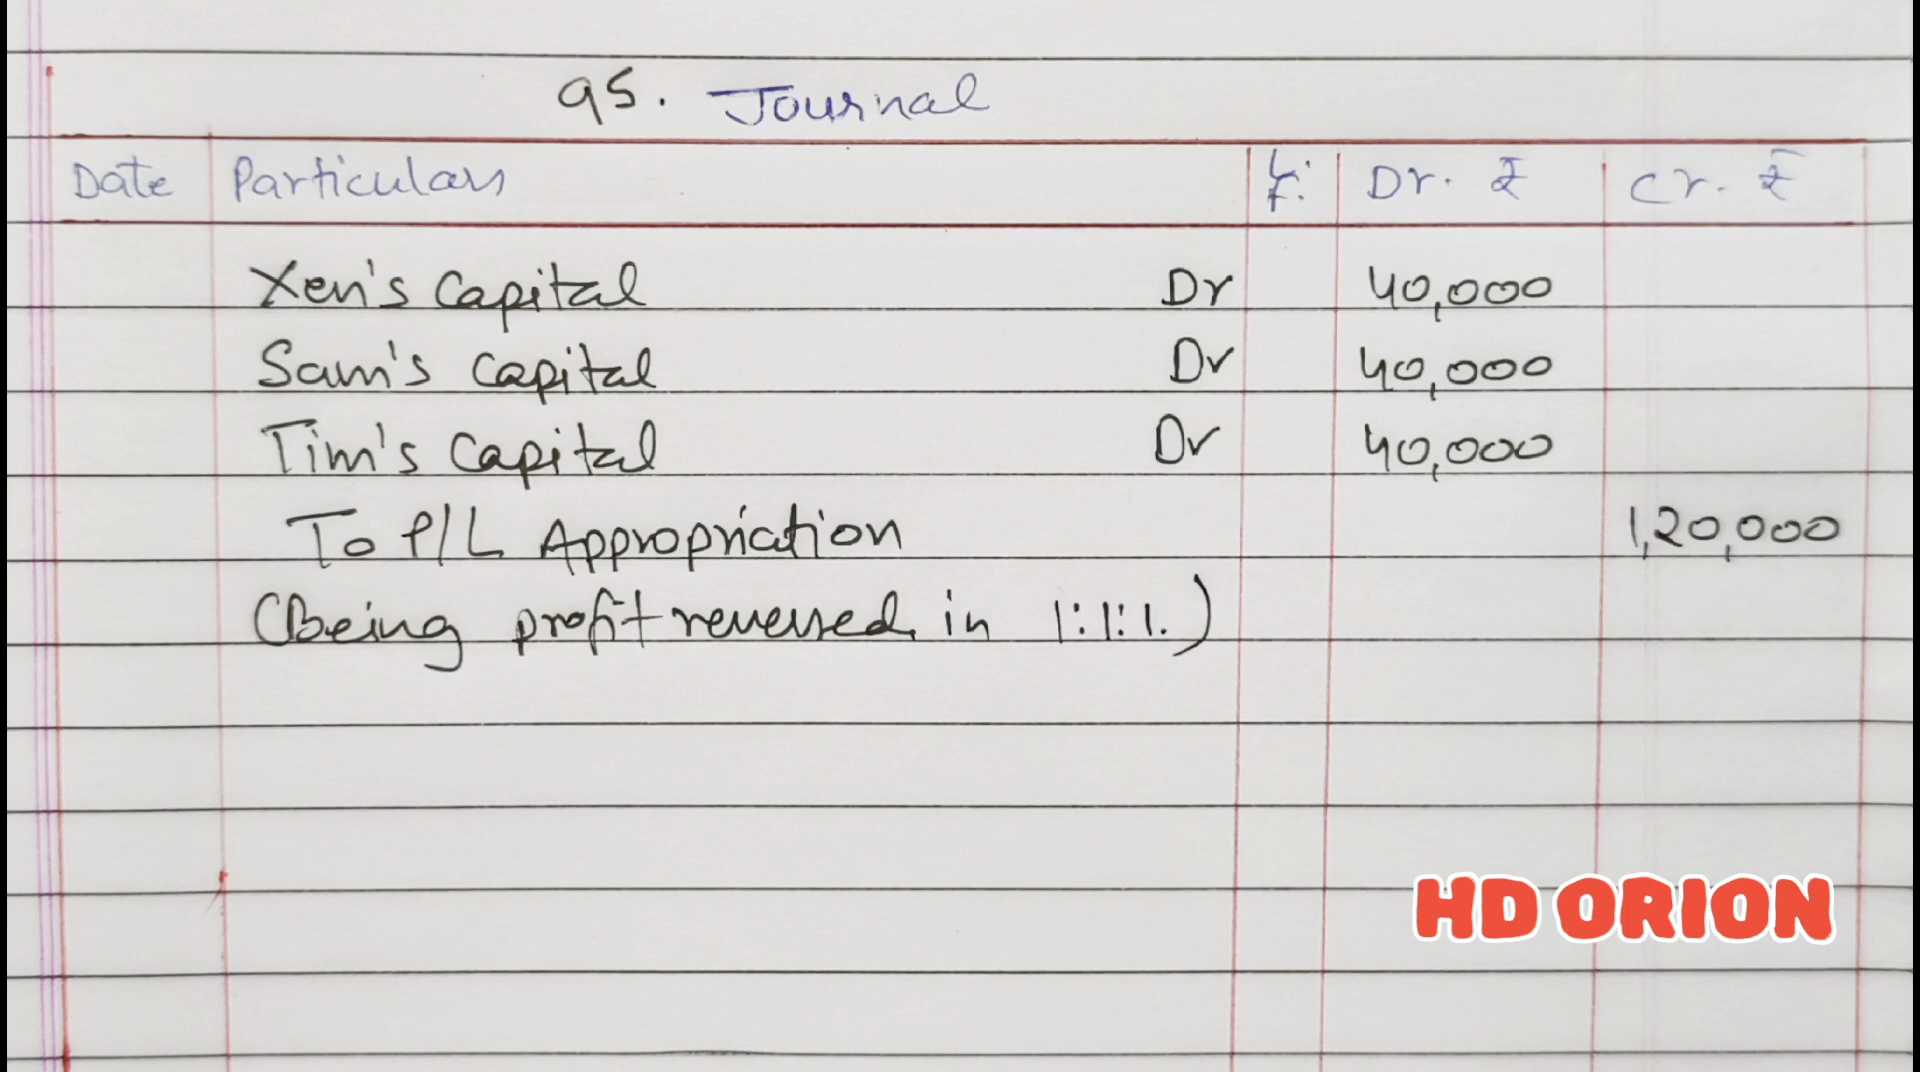 95. Journal
Date Particulars L.F. Dr. ₹ Cr. ₹
Xen's Capital Dr 40,000
Sam's Capital Dr 40,000
Tim's Capital Dr 40,000
To P/L Appropriation 1,20,000
(Being profit reversed in 1:1:1.)
HD ORION